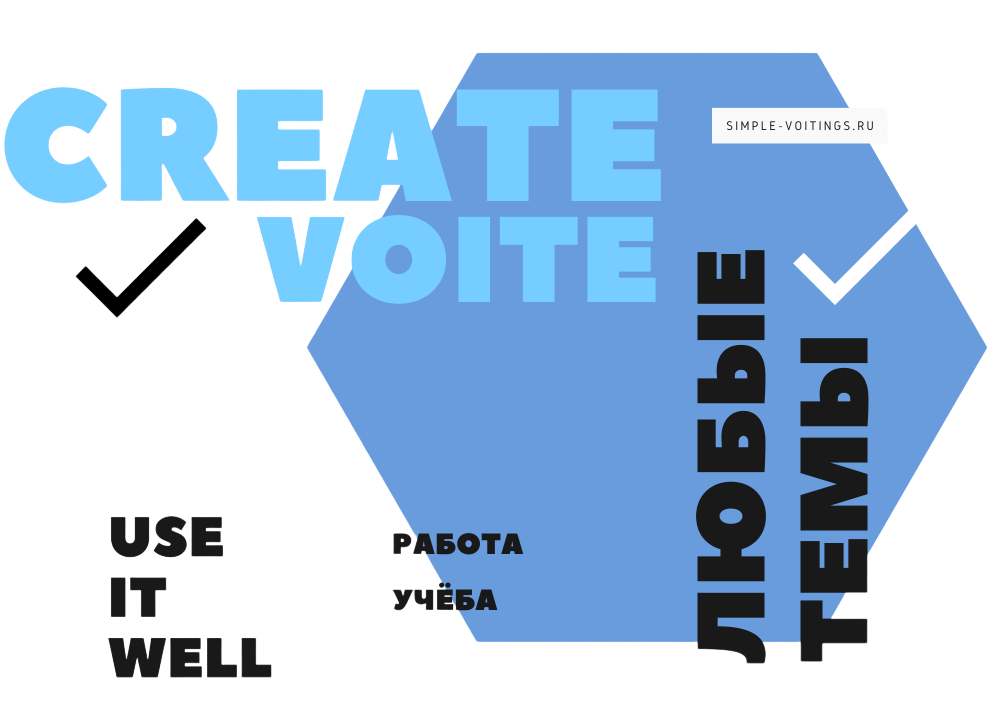 CREATE
VOITE
SIMPLE-VOITINGS.RU
ЛЮБЫЕ
ТЕМЫ
USE
IT
WELL
РАБОТА
УЧЁБА